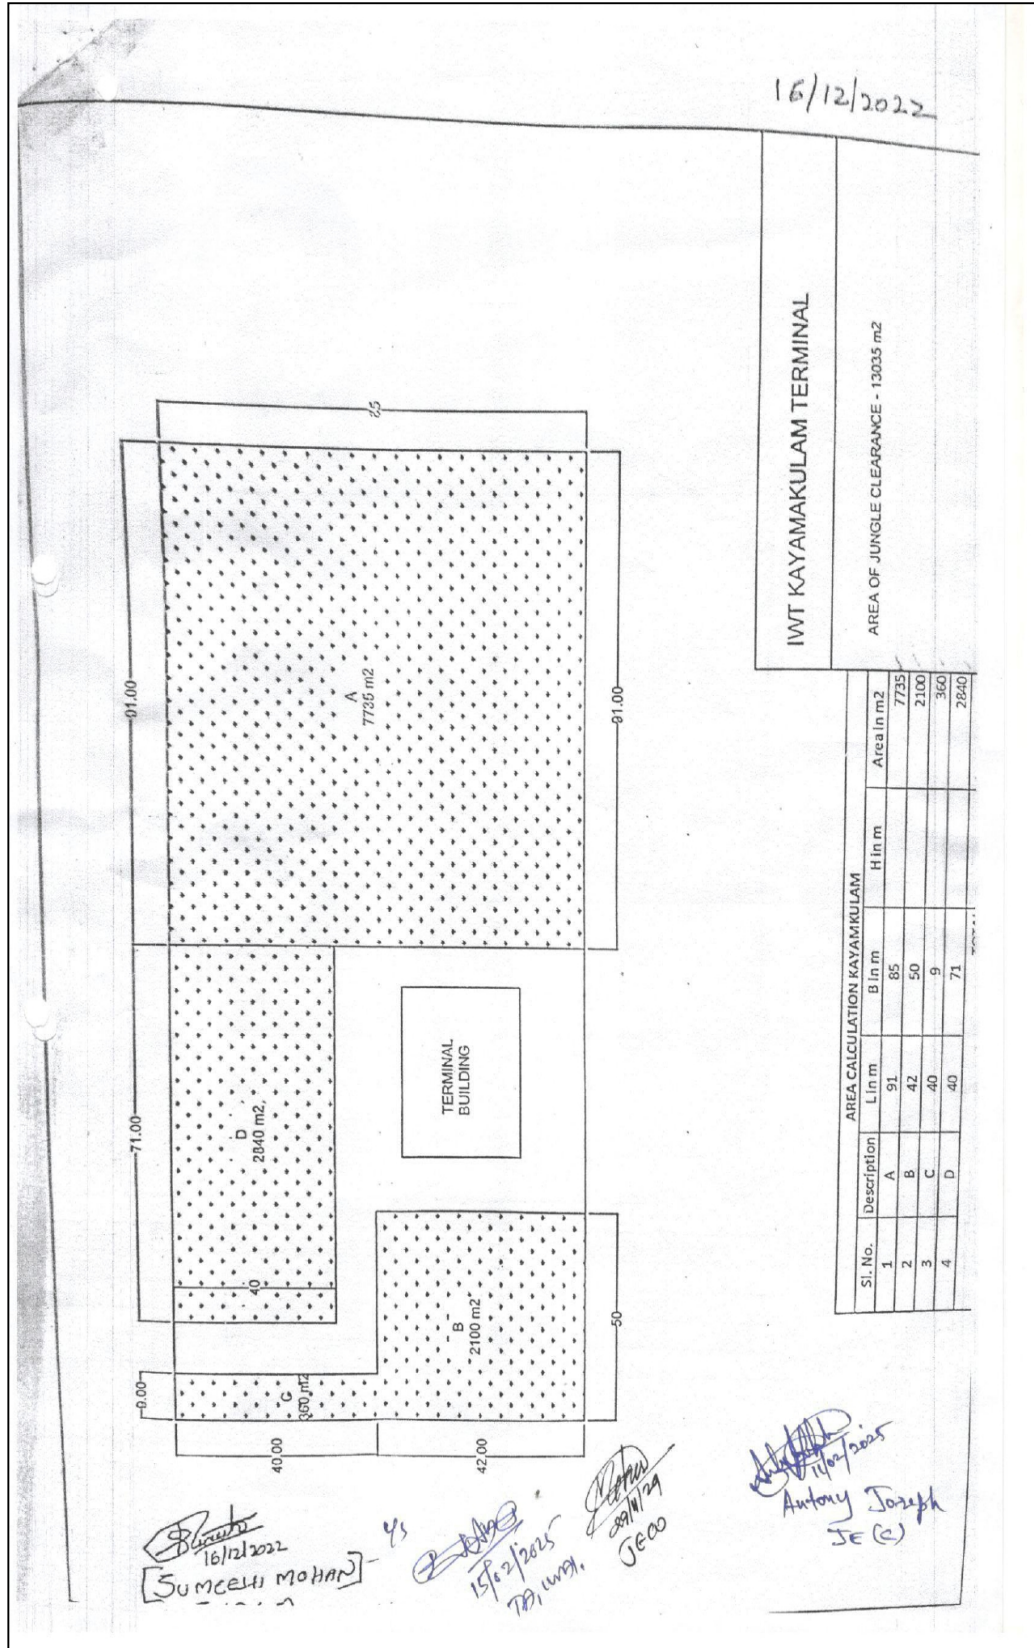 16/12/2022
IWT KAYAMAKULAM TERMINAL
AREA OF JUNGLE CLEARANCE - 13035 m2
91.00
85
A
7735 m2
91.00
71.00
D
2840 m2
40
TERMINAL
BUILDING
9.00
C
360 m2
B
2100 m2
50
40.00
42.00
AREA CALCULATION KAYAMKULAM
Sl. No. Description L in m B in m H in m Area in m2
1 A 91 85 7735
2 B 42 50 2100
3 C 40 9 360
4 D 40 71 2840
16/12/2022
[SUMEESH MOHAN]
15/02/2025
11/02/2025
Antony Joseph
JE (C)